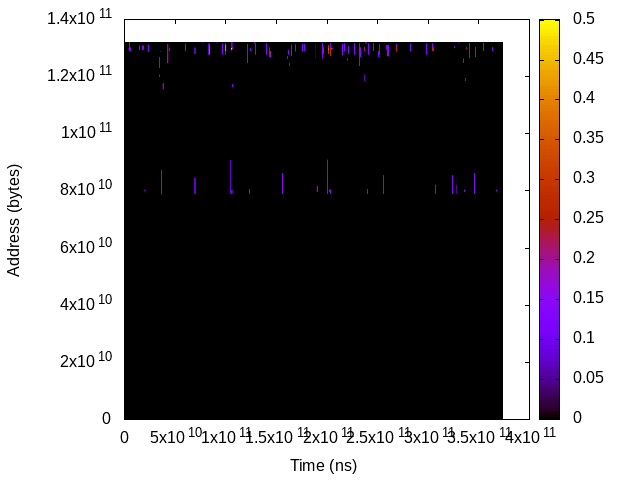 1.4x10 11
1.2x10 11
1x10 11
8x10 10
6x10 10
4x10 10
2x10 10
0
Address (bytes)
0 5x10 10 1x10 11 1.5x10 11 2x10 11 2.5x10 11 3x10 11 3.5x10 11 4x10 11
Time (ns)
0.5
0.45
0.4
0.35
0.3
0.25
0.2
0.15
0.1
0.05
0